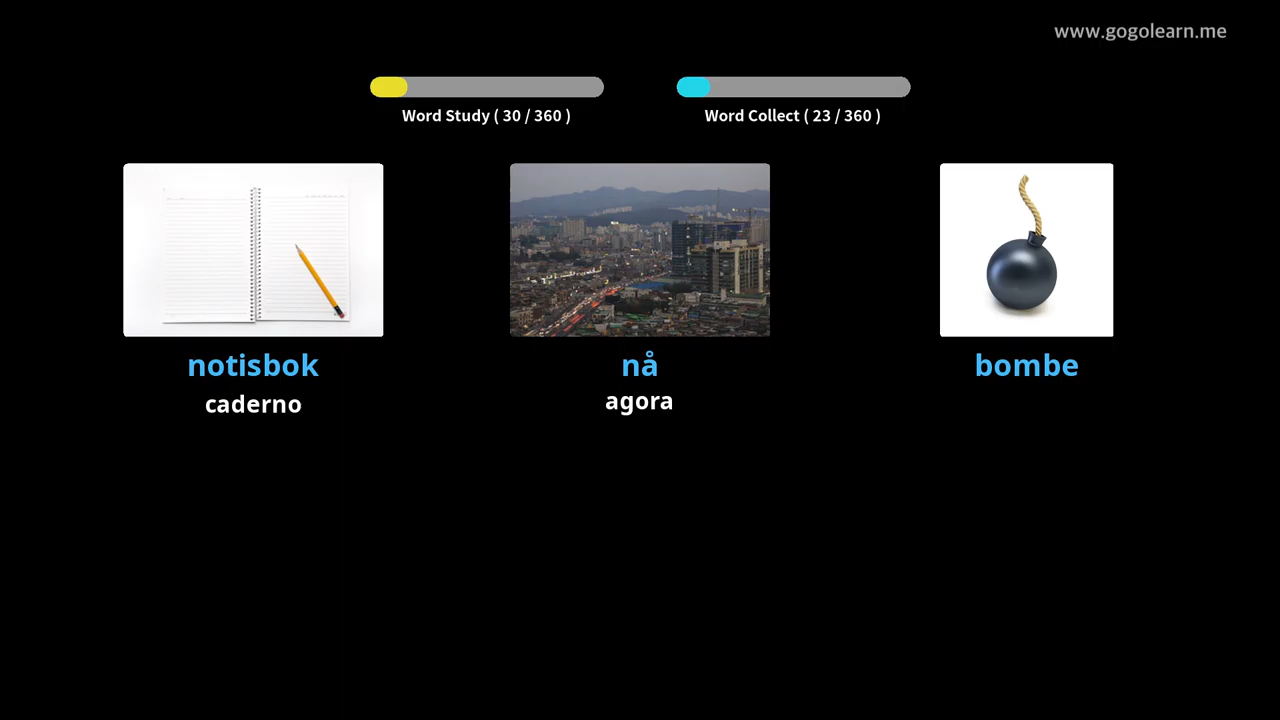 www.gogolearn.me
Word Study ( 30 / 360 )
Word Collect ( 23 / 360 )
notisbok
nå
bombe
caderno
agora